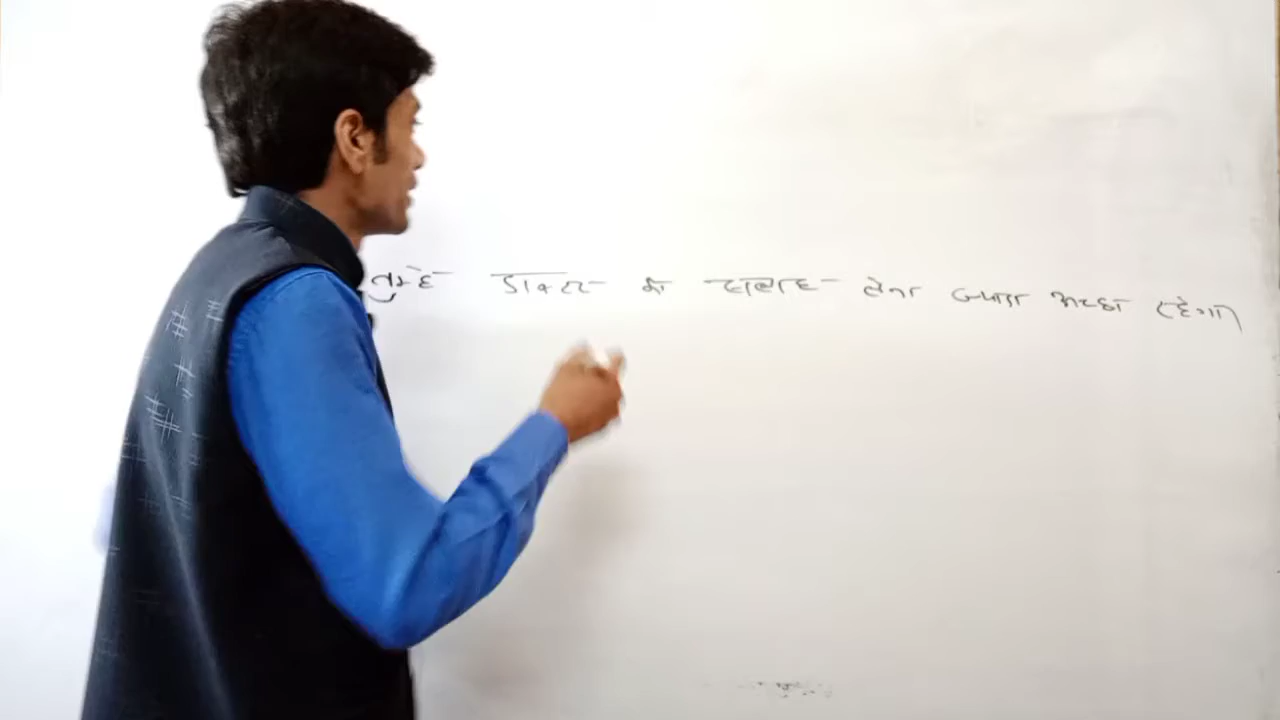 तुम्हे डाक्टर के सलाह लेना ज्यादा अच्छा रहेगा